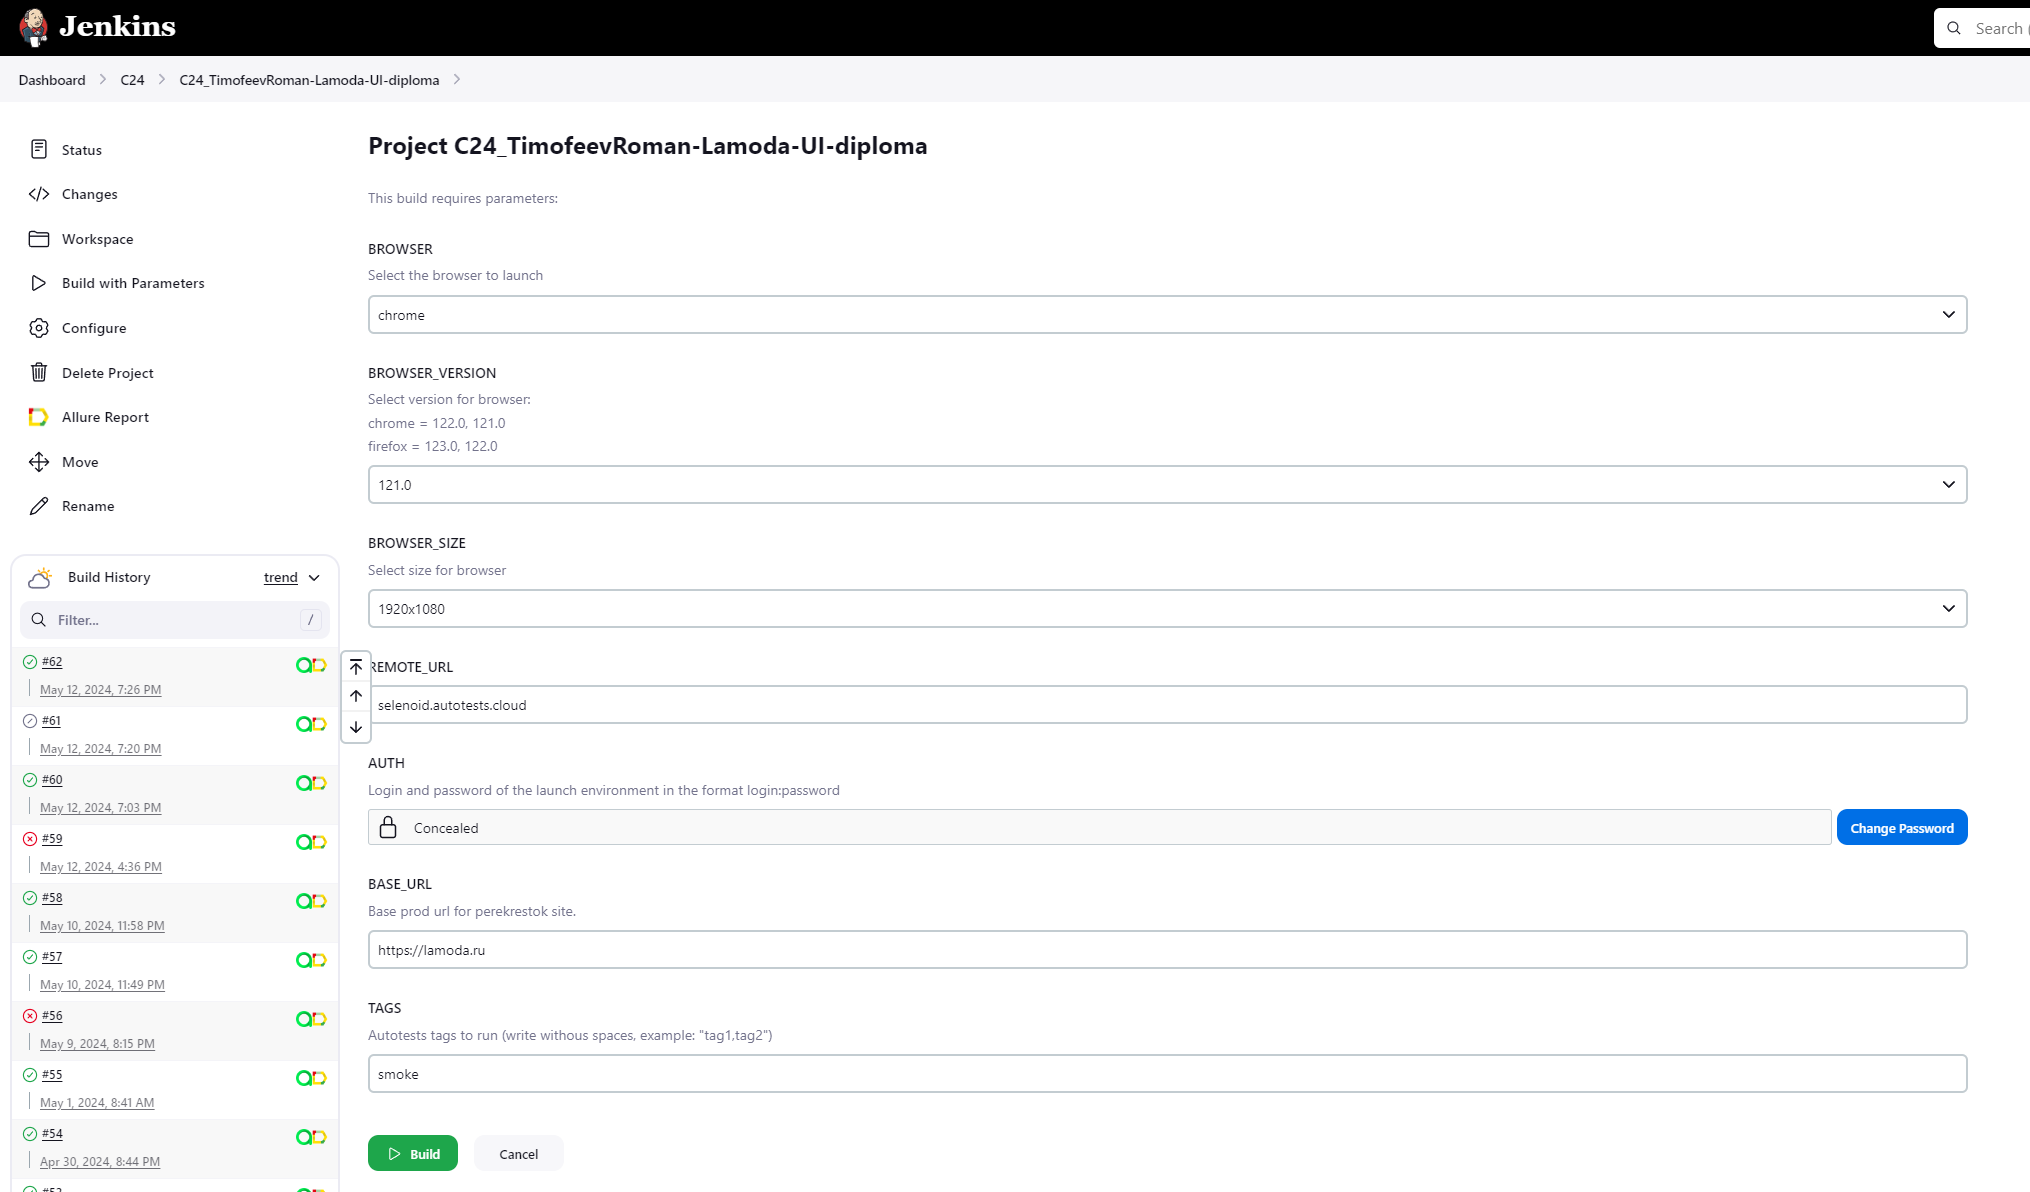 Jenkins
Search
Dashboard
C24
C24_TimofeevRoman-Lamoda-UI-diploma
Status
Changes
Workspace
Build with Parameters
Configure
Delete Project
Allure Report
Move
Rename
Build History
trend
Filter...
/
#62
May 12, 2024, 7:26 PM
#61
May 12, 2024, 7:20 PM
#60
May 12, 2024, 7:03 PM
#59
May 12, 2024, 4:36 PM
#58
May 10, 2024, 11:58 PM
#57
May 10, 2024, 11:49 PM
#56
May 9, 2024, 8:15 PM
#55
May 1, 2024, 8:41 AM
#54
Apr 30, 2024, 8:44 PM
Project C24_TimofeevRoman-Lamoda-UI-diploma
This build requires parameters:
BROWSER
Select the browser to launch
chrome
BROWSER_VERSION
Select version for browser:
chrome = 122.0, 121.0
firefox = 123.0, 122.0
121.0
BROWSER_SIZE
Select size for browser
1920x1080
REMOTE_URL
selenoid.autotests.cloud
AUTH
Login and password of the launch environment in the format login:password
Concealed
Change Password
BASE_URL
Base prod url for perekrestok site.
https://lamoda.ru
TAGS
Autotests tags to run (write withous spaces, example: "tag1,tag2")
smoke
Build
Cancel